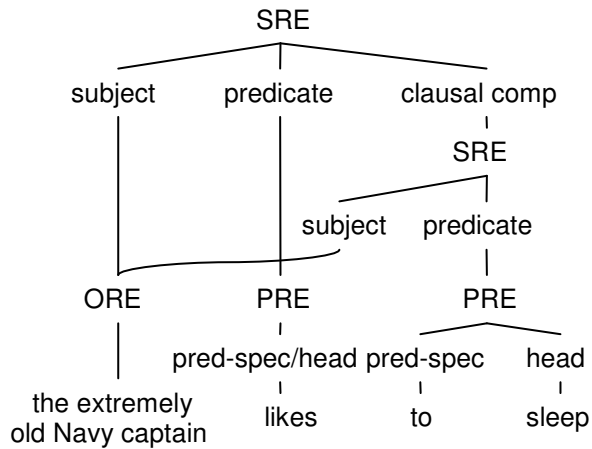 SRE
subject predicate clausal comp
SRE
subject predicate
ORE PRE PRE
pred-spec/head pred-spec head
the extremely
old Navy captain
likes to sleep